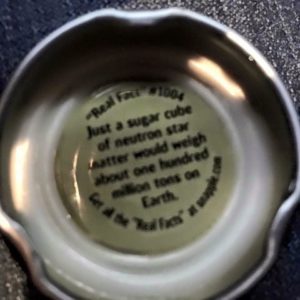 "Real Fact" #1004
Just a sugar cube
of neutron star
matter would weigh
about one hundred
million tons on
Earth.
Get all the "Real Facts" at snapple.com